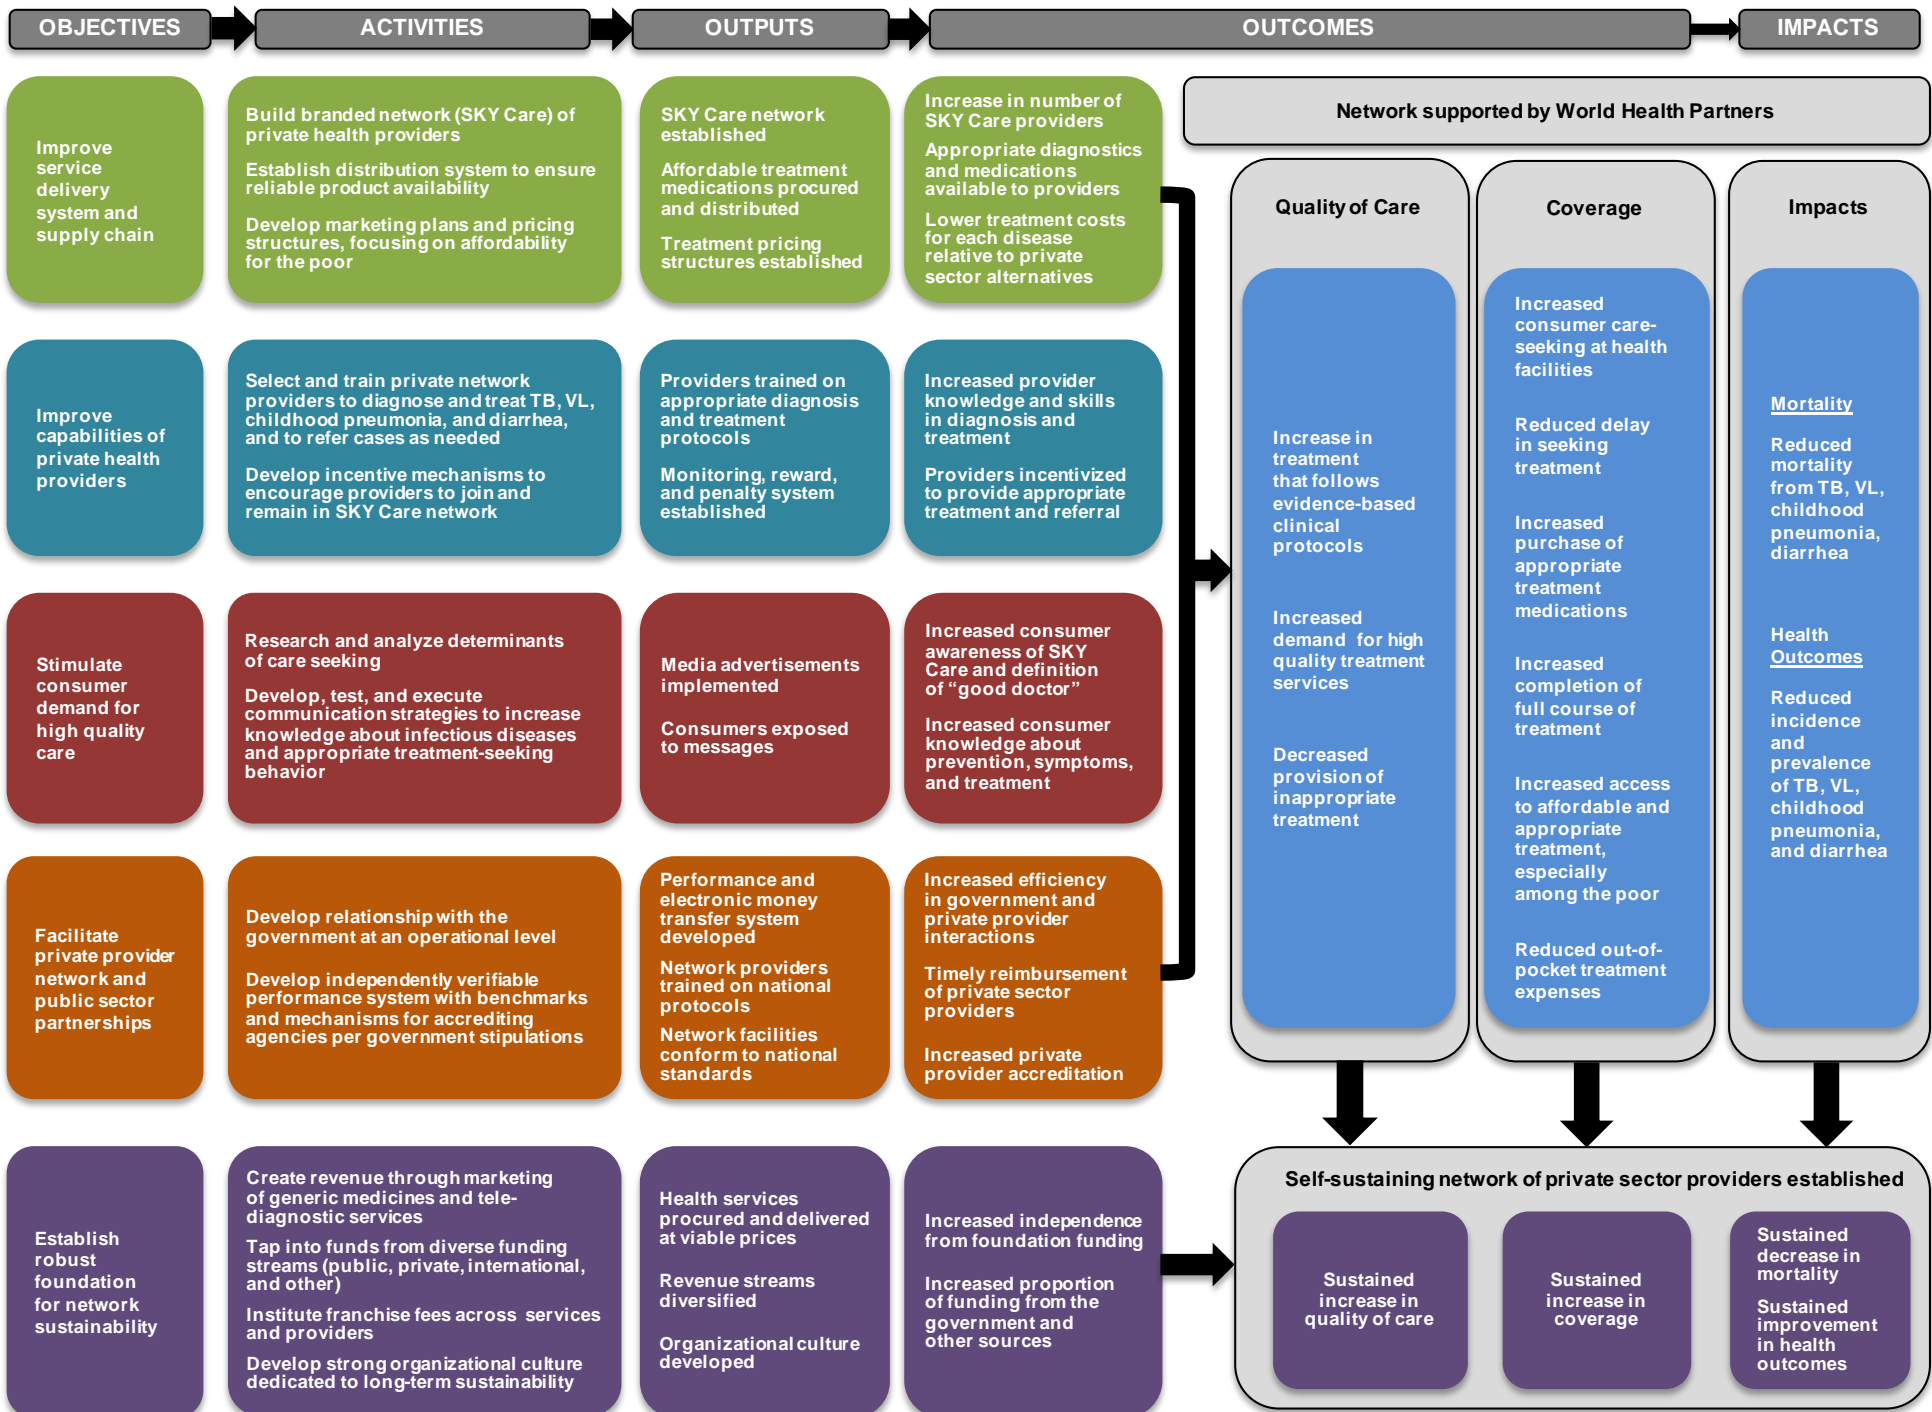 OBJECTIVES
ACTIVITIES
OUTPUTS
OUTCOMES
IMPACTS
Improve
service
delivery
system and
supply chain
Build branded network (SKY Care) of
private health providers
Establish distribution system to ensure
reliable product availability
Develop marketing plans and pricing
structures, focusing on affordability
for the poor
SKY Care network
established
Affordable treatment
medications procured
and distributed
Treatment pricing
structures established
Increase in number of
SKY Care providers
Appropriate diagnostics
and medications
available to providers
Lower treatment costs
for each disease
relative to private
sector alternatives
Improve
capabilities of
private health
providers
Select and train private network
providers to diagnose and treat TB, VL,
childhood pneumonia, and diarrhea,
and to refer cases as needed
Develop incentive mechanisms to
encourage providers to join and
remain in SKY Care network
Providers trained on
appropriate diagnosis
and treatment
protocols
Monitoring, reward,
and penalty system
established
Increased provider
knowledge and skills
in diagnosis and
treatment
Providers incentivized
to provide appropriate
treatment and referral
Stimulate
consumer
demand for
high quality
care
Research and analyze determinants
of care seeking
Develop, test, and execute
communication strategies to increase
knowledge about infectious diseases
and appropriate treatment-seeking
behavior
Media advertisements
implemented
Consumers exposed
to messages
Increased consumer
awareness of SKY
Care and definition
of “good doctor”
Increased consumer
knowledge about
prevention, symptoms,
and treatment
Facilitate
private provider
network and
public sector
partnerships
Develop relationship with the
government at an operational level
Develop independently verifiable
performance system with benchmarks
and mechanisms for accrediting
agencies per government stipulations
Performance and
electronic money
transfer system
developed
Network providers
trained on national
protocols
Network facilities
conform to national
standards
Increased efficiency
in government and
private provider
interactions
Timely reimbursement
of private sector
providers
Increased private
provider accreditation
Establish
robust
foundation
for network
sustainability
Create revenue through marketing
of generic medicines and tele-
diagnostic services
Tap into funds from diverse funding
streams (public, private, international,
and other)
Institute franchise fees across services
and providers
Develop strong organizational culture
dedicated to long-term sustainability
Health services
procured and delivered
at viable prices
Revenue streams
diversified
Organizational culture
developed
Increased independence
from foundation funding
Increased proportion
of funding from the
government and
other sources
Network supported by World Health Partners
Quality of Care
Increase in
treatment
that follows
evidence-based
clinical
protocols
Increased
demand for high
quality treatment
services
Decreased
provision of
inappropriate
treatment
Coverage
Increased
consumer care-
seeking at health
facilities
Reduced delay
in seeking
treatment
Increased
purchase of
appropriate
treatment
medications
Increased
completion of
full course of
treatment
Increased access
to affordable and
appropriate
treatment,
especially
among the poor
Reduced out-of-
pocket treatment
expenses
Impacts
Mortality
Reduced
mortality
from TB, VL,
childhood
pneumonia,
diarrhea
Health
Outcomes
Reduced
incidence
and
prevalence
of TB, VL,
childhood
pneumonia,
and diarrhea
Self-sustaining network of private sector providers established
Sustained
increase in
quality of care
Sustained
increase in
coverage
Sustained
decrease in
mortality
Sustained
improvement
in health
outcomes